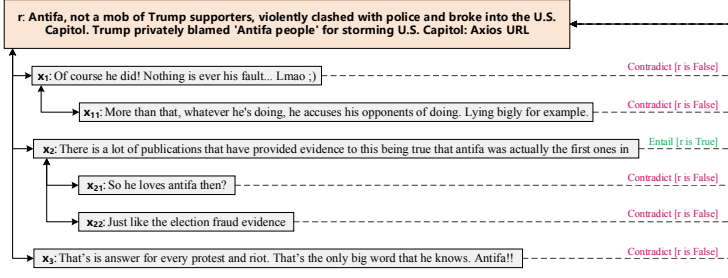 r: Antifa, not a mob of Trump supporters, violently clashed with police and broke into the U.S.
Capitol. Trump privately blamed 'Antifa people' for storming U.S. Capitol: Axios URL
x1: Of course he did! Nothing is ever his fault... Lmao ;)
Contradict [r is False]
x11: More than that, whatever he's doing, he accuses his opponents of doing. Lying bigly for example.
Contradict [r is False]
x2: There is a lot of publications that have provided evidence to this being true that antifa was actually the first ones in
Entail [r is True]
x21: So he loves antifa then?
Contradict [r is False]
x22: Just like the election fraud evidence
Contradict [r is False]
x3: That's is answer for every protest and riot. That's the only big word that he knows. Antifa!!
Contradict [r is False]